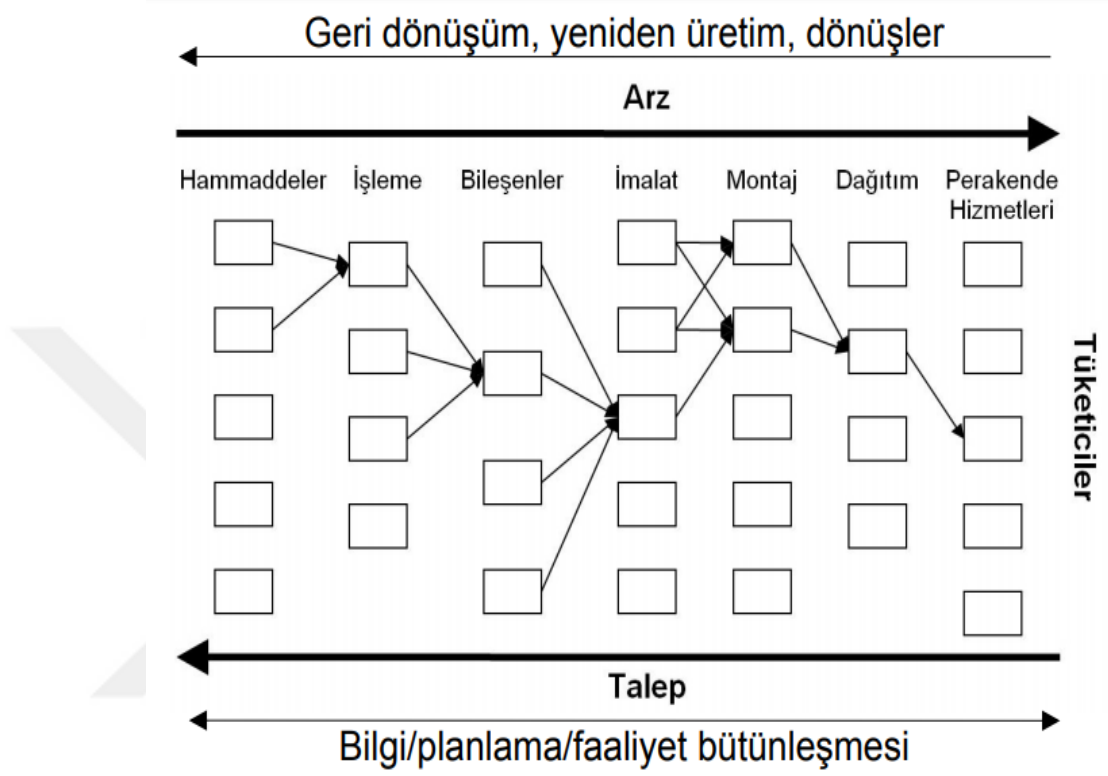 Geri dönüşüm, yeniden üretim, dönüşler
Arz
Hammaddeler İşleme Bileşenler İmalat Montaj Dağıtım Perakende
Hizmetleri
Tüketiciler
Talep
Bilgi/planlama/faaliyet bütünleşmesi